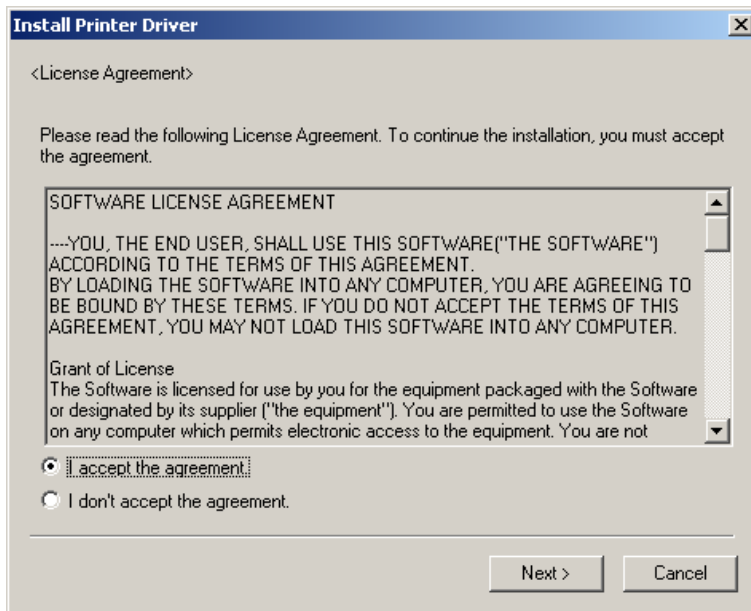 Install Printer Driver
<License Agreement>
Please read the following License Agreement. To continue the installation, you must accept
the agreement.
SOFTWARE LICENSE AGREEMENT
----YOU, THE END USER, SHALL USE THIS SOFTWARE("THE SOFTWARE")
ACCORDING TO THE TERMS OF THIS AGREEMENT.
BY LOADING THE SOFTWARE INTO ANY COMPUTER, YOU ARE AGREEING TO
BE BOUND BY THESE TERMS. IF YOU DO NOT ACCEPT THE TERMS OF THIS
AGREEMENT, YOU MAY NOT LOAD THIS SOFTWARE INTO ANY COMPUTER.
Grant of License
The Software is licensed for use by you for the equipment packaged with the Software
or designated by its supplier ("the equipment"). You are permitted to use the Software
on any computer which permits electronic access to the equipment. You are not
I accept the agreement.
I don't accept the agreement.
Next >
Cancel